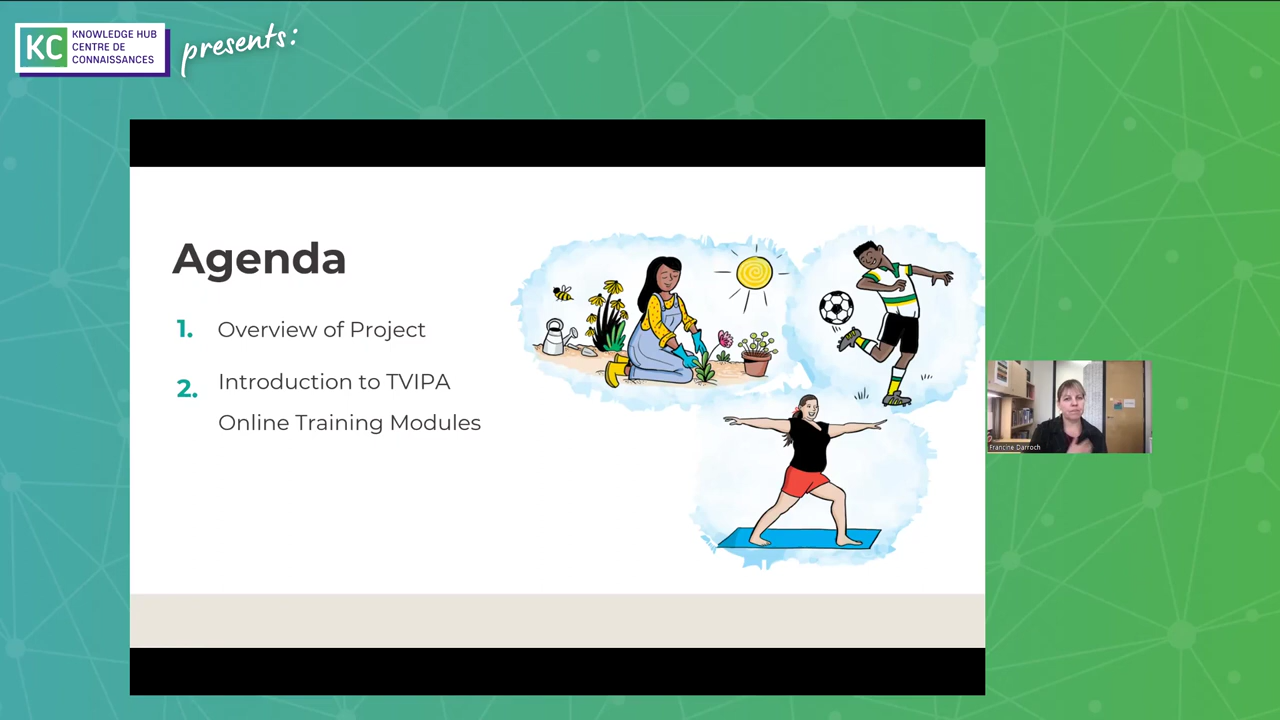 KC
KNOWLEDGE HUB
CENTRE DE
CONNAISSANCES
presents:
Agenda
1. Overview of Project
2. Introduction to TVIPA
Online Training Modules
Francine Darroch